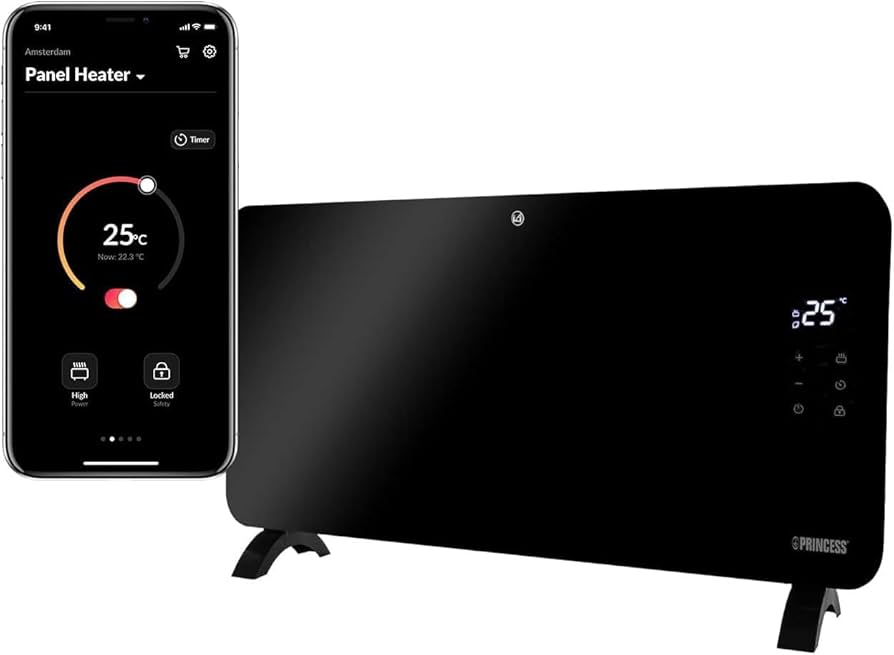 9:41
Amsterdam
Panel Heater
Timer
25°C
Now: 22.3 °C
High
Power
Locked
Safety
25 °C
PRINCESS